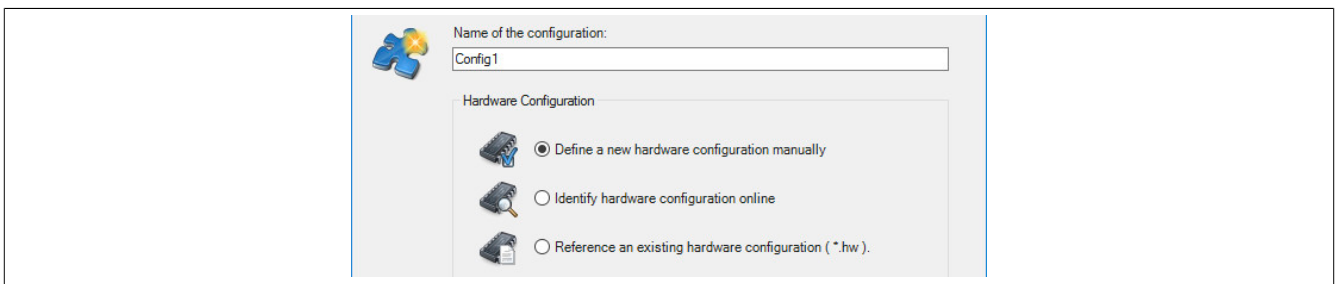 Name of the configuration:
Config1
Hardware Configuration
Define a new hardware configuration manually
Identify hardware configuration online
Reference an existing hardware configuration ( *.hw ).